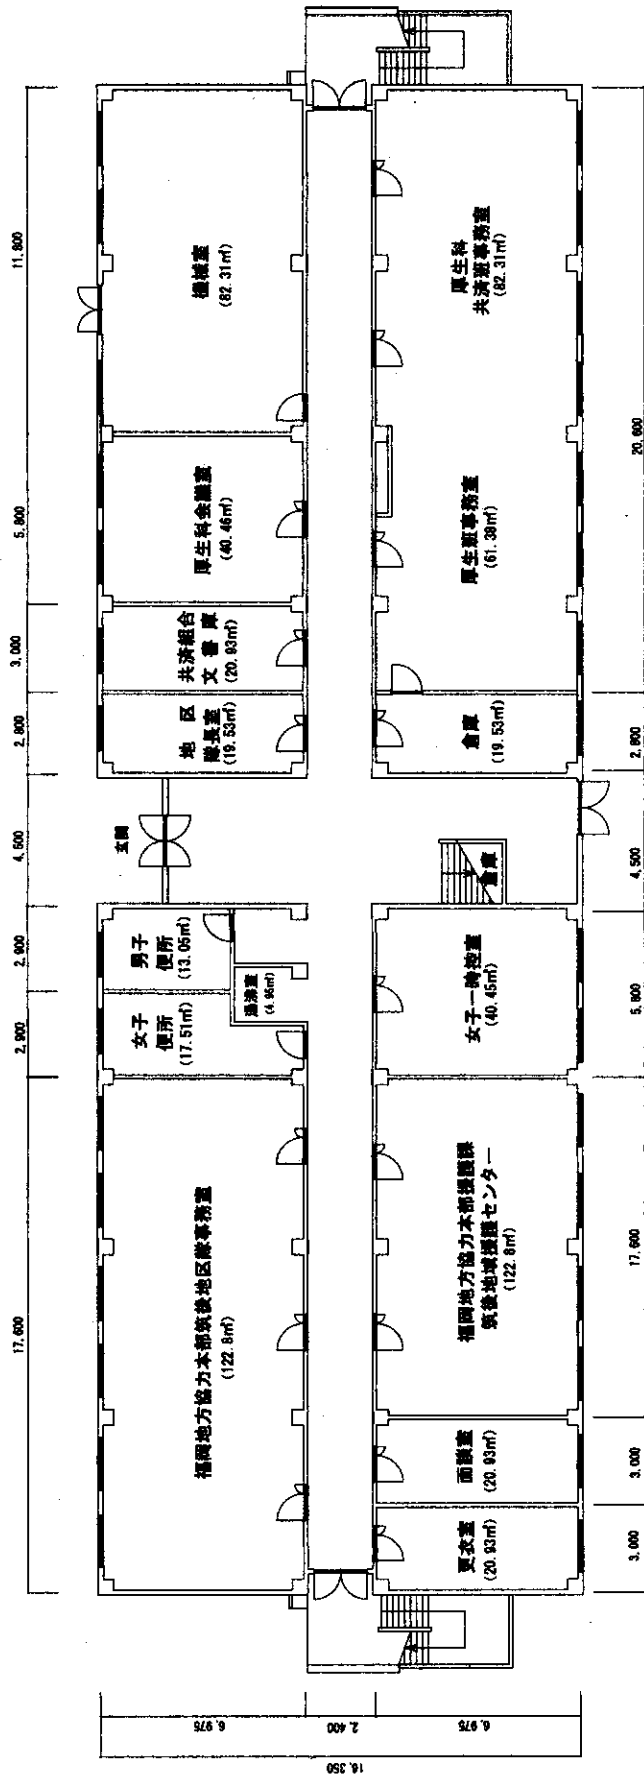 17,600
2,900
2,900
4,500
2,800
3,000
5,800
11,800
福岡地方協力本部筑後地区隊事務室
(122.8㎡)
女子
便所
(17.51㎡)
男子
便所
(13.05㎡)
湯沸室
(4.95㎡)
玄関
地 区
隊長室
(19.53㎡)
共済組合
文 書 庫
(20.93㎡)
厚生科会議室
(40.46㎡)
機械室
(82.31㎡)
6,975
2,400
6,975
16,350
更衣室
(20.93㎡)
面談室
(20.93㎡)
福岡地方協力本部援護課
筑後地域援護センター
(122.8㎡)
女子一時控室
(40.45㎡)
倉庫
倉庫
(19.53㎡)
厚生班事務室
(61.38㎡)
厚生科
共済班事務室
(82.31㎡)
3,000
3,000
17,600
5,800
4,500
2,800
20,600